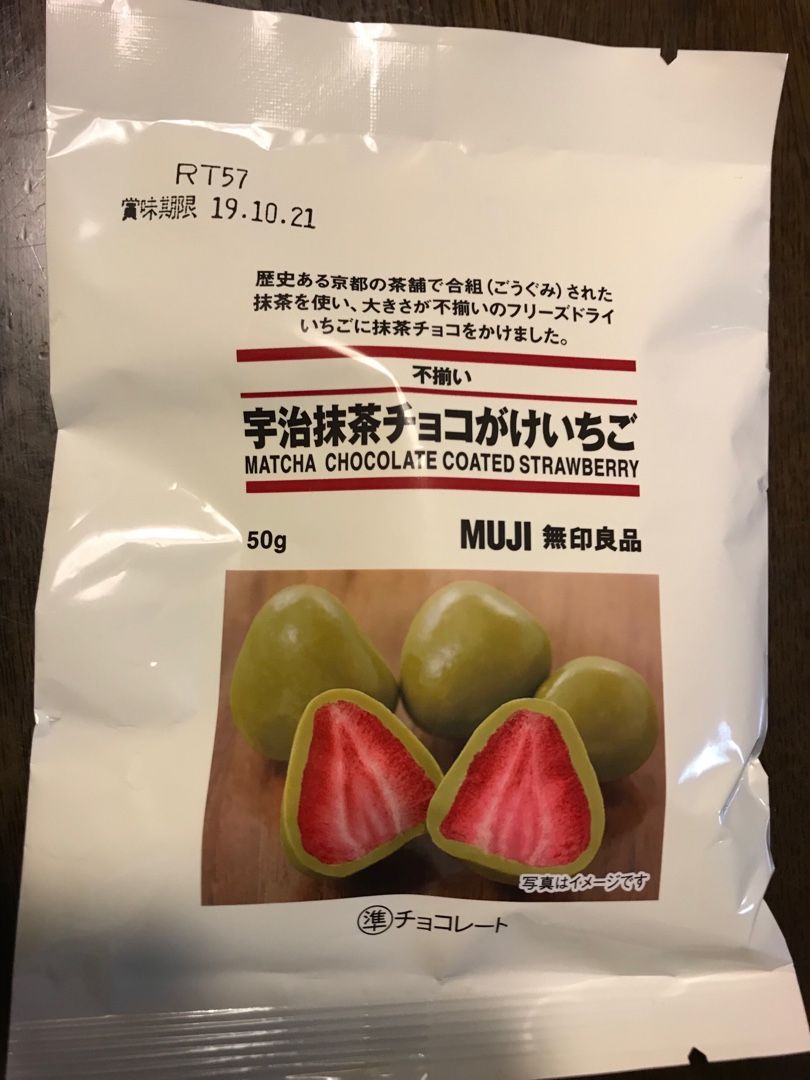 RT57
賞味期限 19.10.21
歴史ある京都の茶舗で合組(ごうぐみ)された
抹茶を使い、大きさが不揃いのフリーズドライ
いちごに抹茶チョコをかけました。
不揃い
宇治抹茶チョコがけいちご
MATCHA CHOCOLATE COATED STRAWBERRY
50g MUJI 無印良品
写真はイメージです
準チョコレート